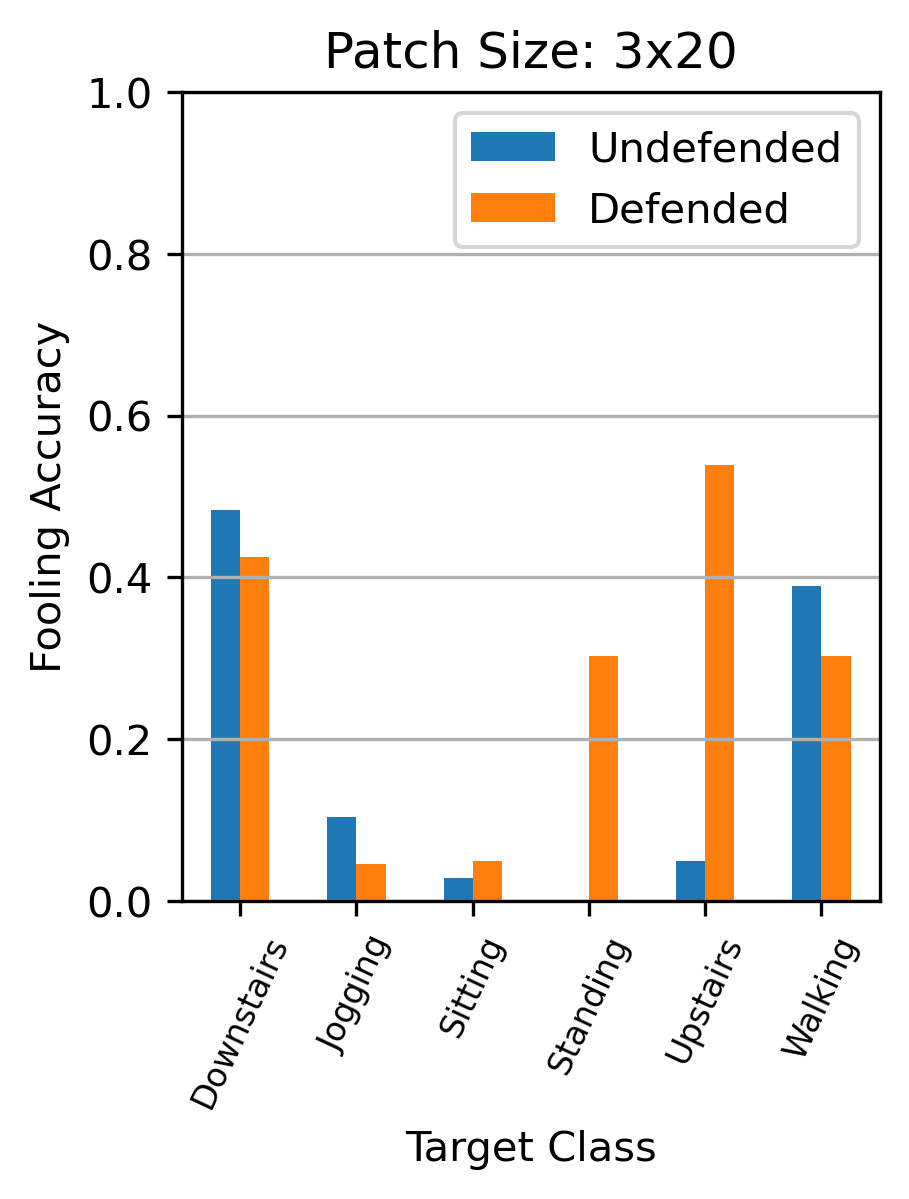 Patch Size: 3x20
1.0
0.8
0.6
0.4
0.2
0.0
Fooling Accuracy
Undefended
Defended
Downstairs
Jogging
Sitting
Standing
Upstairs
Walking
Target Class